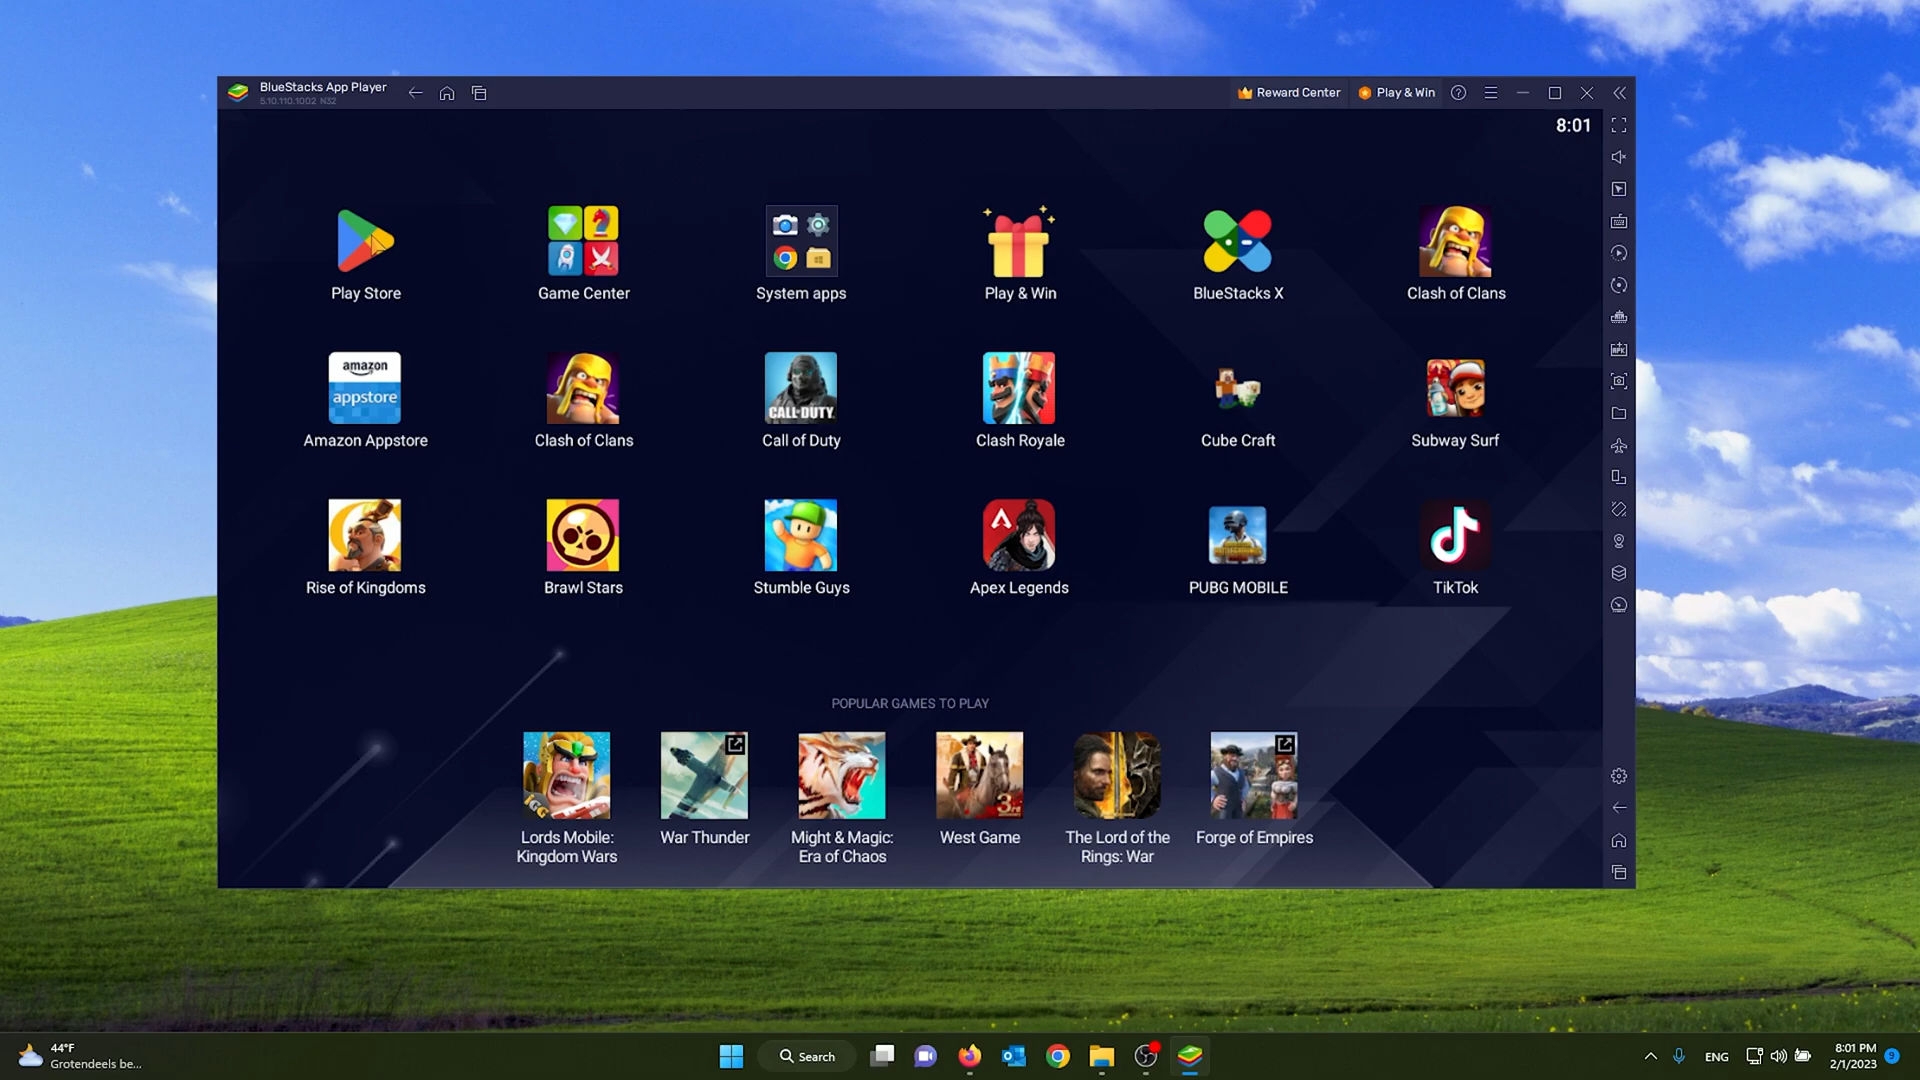 BlueStacks App Player
5.10.110.1002 N32
Reward Center
Play & Win
8:01
Play Store
Game Center
System apps
Play & Win
BlueStacks X
Clash of Clans
amazon
appstore
CALL·DUTY
Amazon Appstore
Clash of Clans
Call of Duty
Clash Royale
Cube Craft
Subway Surf
Rise of Kingdoms
Brawl Stars
Stumble Guys
Apex Legends
PUBG MOBILE
TikTok
POPULAR GAMES TO PLAY
IGG
Lords Mobile:
Kingdom Wars
War Thunder
Might & Magic:
Era of Chaos
West Game
The Lord of the
Rings: War
Forge of Empires
44°F
Grotendeels be...
Search
ENG
8:01 PM
2/1/2023
9